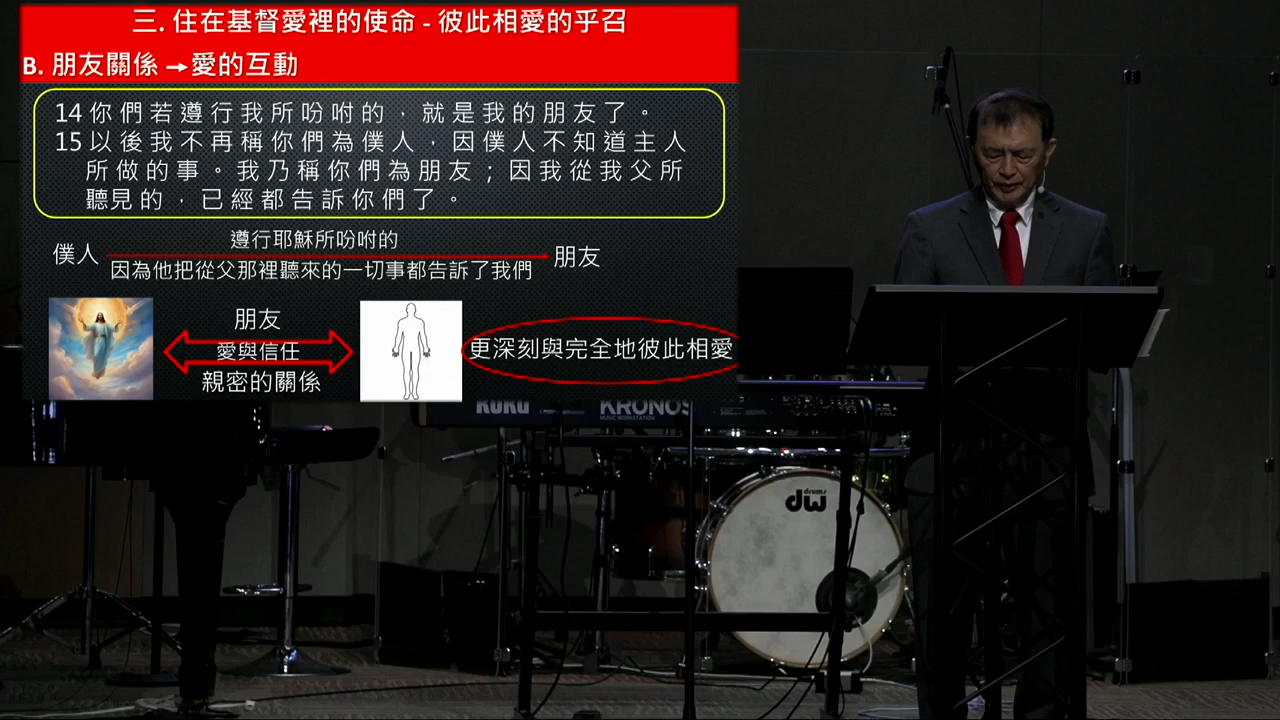 三. 住在基督愛裡的使命 - 彼此相愛的乎召
B. 朋友關係 → 愛的互動
14 你們若遵行我所吩咐的，就是我的朋友了。
15 以後我不再稱你們為僕人，因僕人不知道主人
所做的事。我乃稱你們為朋友；因我從我父所
聽見的，已經都告訴你們了。
僕人
遵行耶穌所吩咐的
因為他把從父那裡聽來的一切事都告訴了我們
朋友
朋友
愛與信任
親密的關係
更深刻與完全地彼此相愛
KORG
KRONOS
MUSIC WORKSTATION
drums
dw